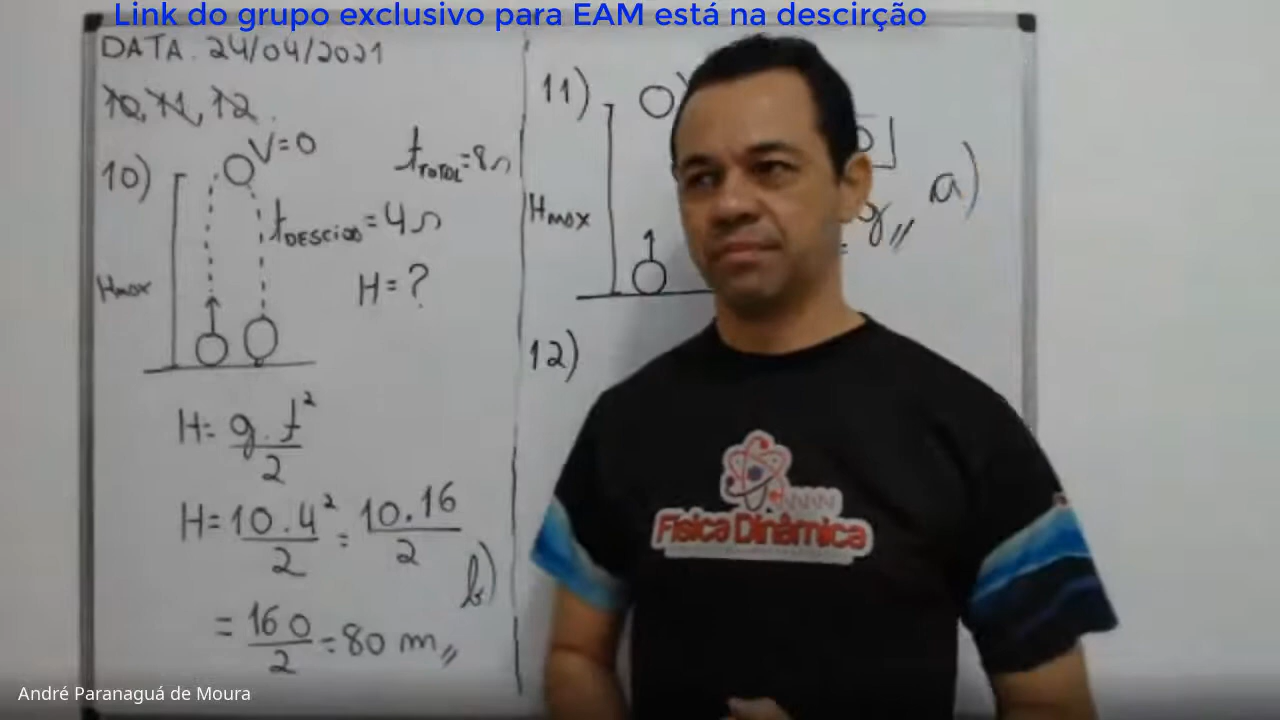 Link do grupo exclusivo para EAM está na descirção
DATA. 24/04/2021
10, 11, 12.
10)
V=0
t TOTAL = 8s
t DESCIDA = 4s
Hmax
H = ?
H = g.t²/2
H = 10.4²/2 = 10.16/2
b)
= 160/2 = 80 m,,
11)
Hmax
g,, a)
12)
Física Dinâmica
André Paranaguá de Moura